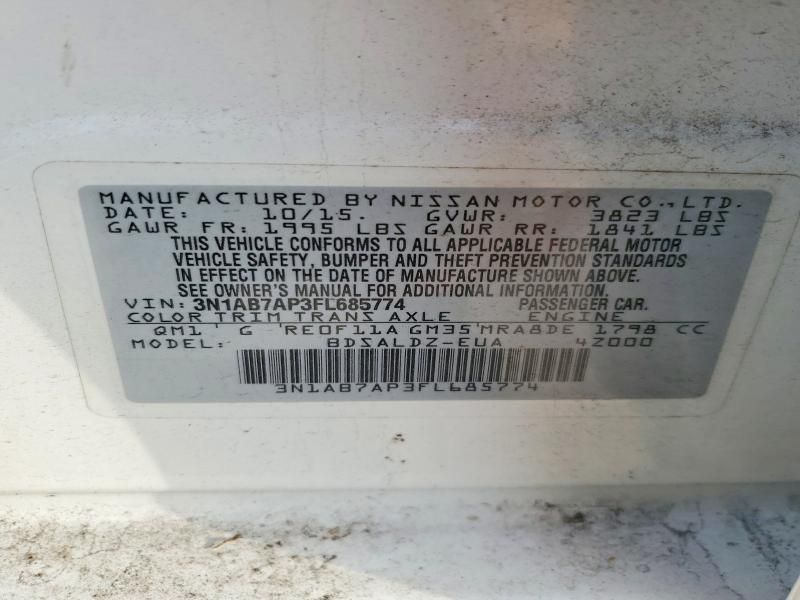 MANUFACTURED BY NISSAN MOTOR CO., LTD.
DATE: 10/15. GVWR: 3823 LBS
GAWR FR: 1995 LBS GAWR RR: 1841 LBS
THIS VEHICLE CONFORMS TO ALL APPLICABLE FEDERAL MOTOR
VEHICLE SAFETY, BUMPER AND THEFT PREVENTION STANDARDS
IN EFFECT ON THE DATE OF MANUFACTURE SHOWN ABOVE.
SEE OWNER'S MANUAL FOR ADDITIONAL INFORMATION.
VIN: 3N1AB7AP3FL685774 PASSENGER CAR.
COLOR TRIM TRANS AXLE ENGINE
QM1' G 'RE0F11A GM35'MRA8DE 1798 CC
MODEL: BDSALDZ-EUA 4Z000
3N1AB7AP3FL685774